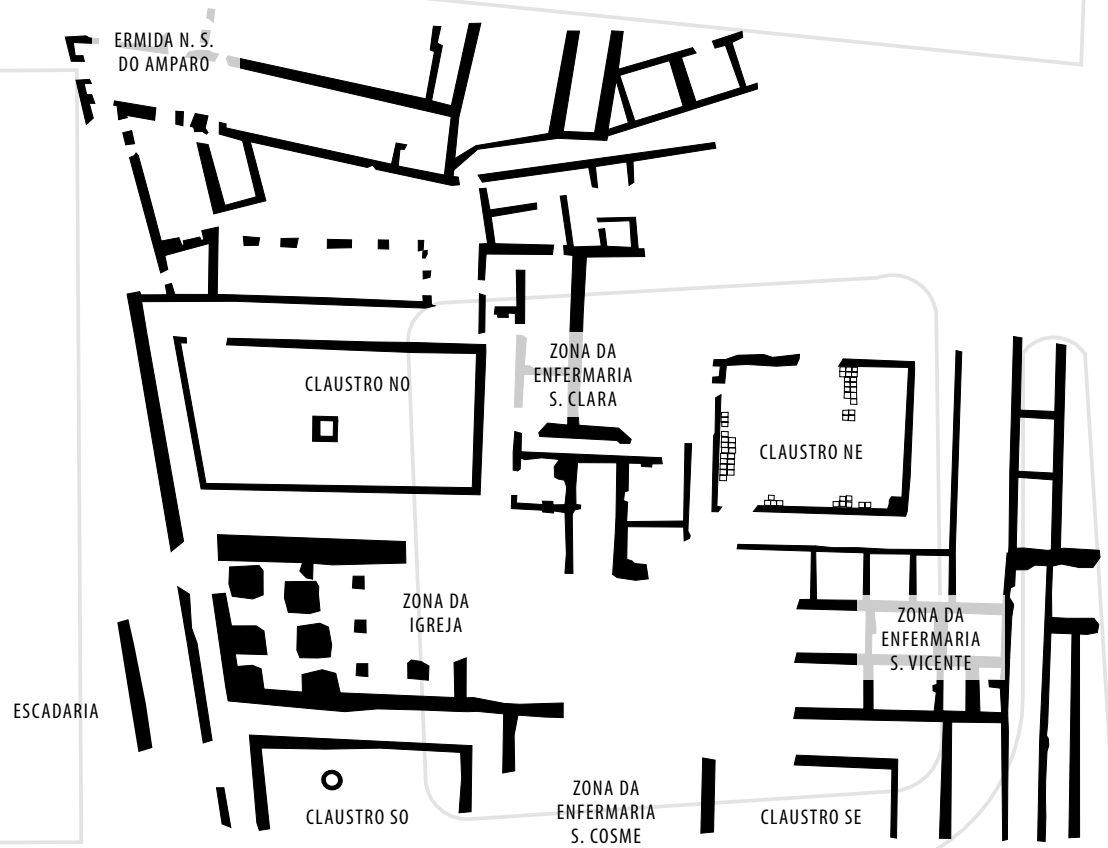 ERMIDA N. S.
DO AMPARO
ZONA DA
ENFERMARIA
S. CLARA
CLAUSTRO NO
CLAUSTRO NE
ZONA DA
IGREJA
ZONA DA
ENFERMARIA
S. VICENTE
ESCADARIA
CLAUSTRO SO
ZONA DA
ENFERMARIA
S. COSME
CLAUSTRO SE